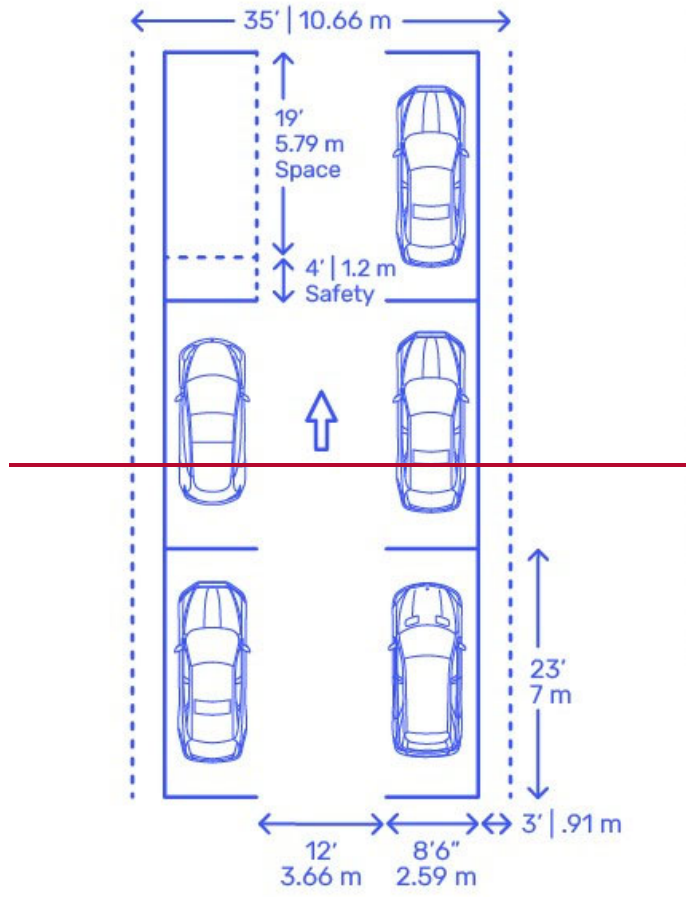 35′ | 10.66 m
19′
5.79 m
Space
4′ | 1.2 m
Safety
23′
7 m
3′ | .91 m
12′
3.66 m
8′6″
2.59 m